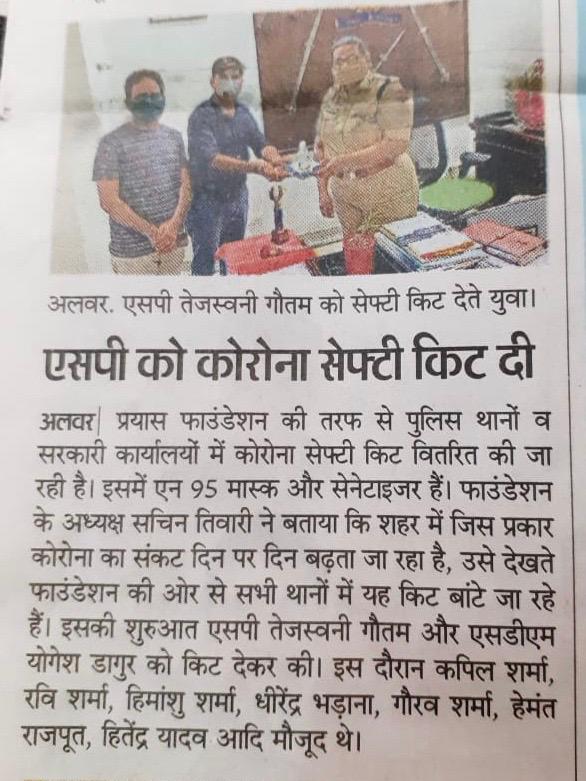 अलवर. एसपी तेजस्वनी गौतम को सेफ्टी किट देते युवा।
एसपी को कोरोना सेफ्टी किट दी
अलवर| प्रयास फाउंडेशन की तरफ से पुलिस थानों व
सरकारी कार्यालयों में कोरोना सेफ्टी किट वितरित की जा
रही है। इसमें एन 95 मास्क और सेनेटाइजर हैं। फाउंडेशन
के अध्यक्ष सचिन तिवारी ने बताया कि शहर में जिस प्रकार
कोरोना का संकट दिन पर दिन बढ़ता जा रहा है, उसे देखते
फाउंडेशन की ओर से सभी थानों में यह किट बांटे जा रहे
हैं। इसकी शुरुआत एसपी तेजस्वनी गौतम और एसडीएम
योगेश डागुर को किट देकर की। इस दौरान कपिल शर्मा,
रवि शर्मा, हिमांशु शर्मा, धीरेंद्र भड़ाना, गौरव शर्मा, हेमंत
राजपूत, हितेंद्र यादव आदि मौजूद थे।